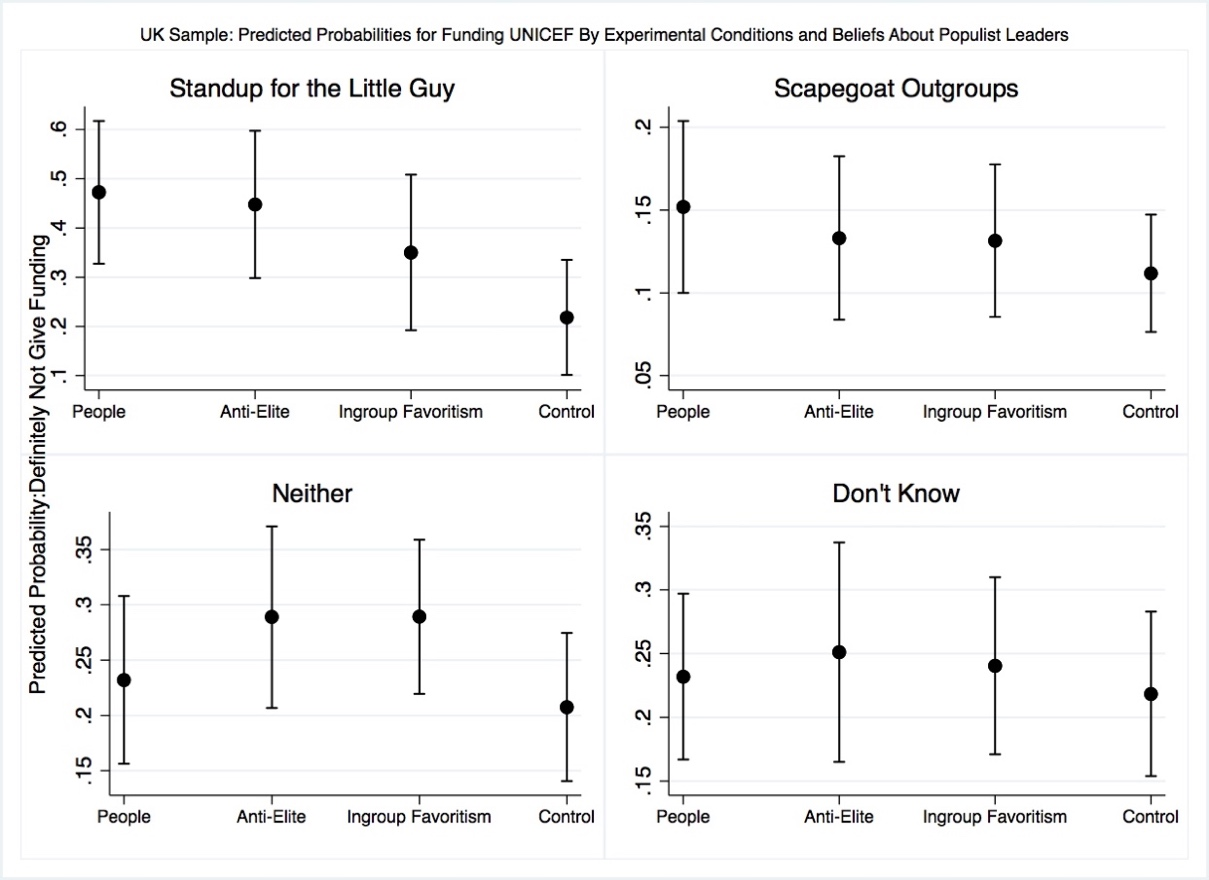 UK Sample: Predicted Probabilities for Funding UNICEF By Experimental Conditions and Beliefs About Populist Leaders
Predicted Probability:Definitely Not Give Funding
Standup for the Little Guy
.6
.5
.4
.3
.2
.1
People Anti-Elite Ingroup Favoritism Control
Scapegoat Outgroups
.2
.15
.1
.05
People Anti-Elite Ingroup Favoritism Control
Neither
.35
.3
.25
.2
.15
People Anti-Elite Ingroup Favoritism Control
Don't Know
.35
.3
.25
.2
.15
People Anti-Elite Ingroup Favoritism Control